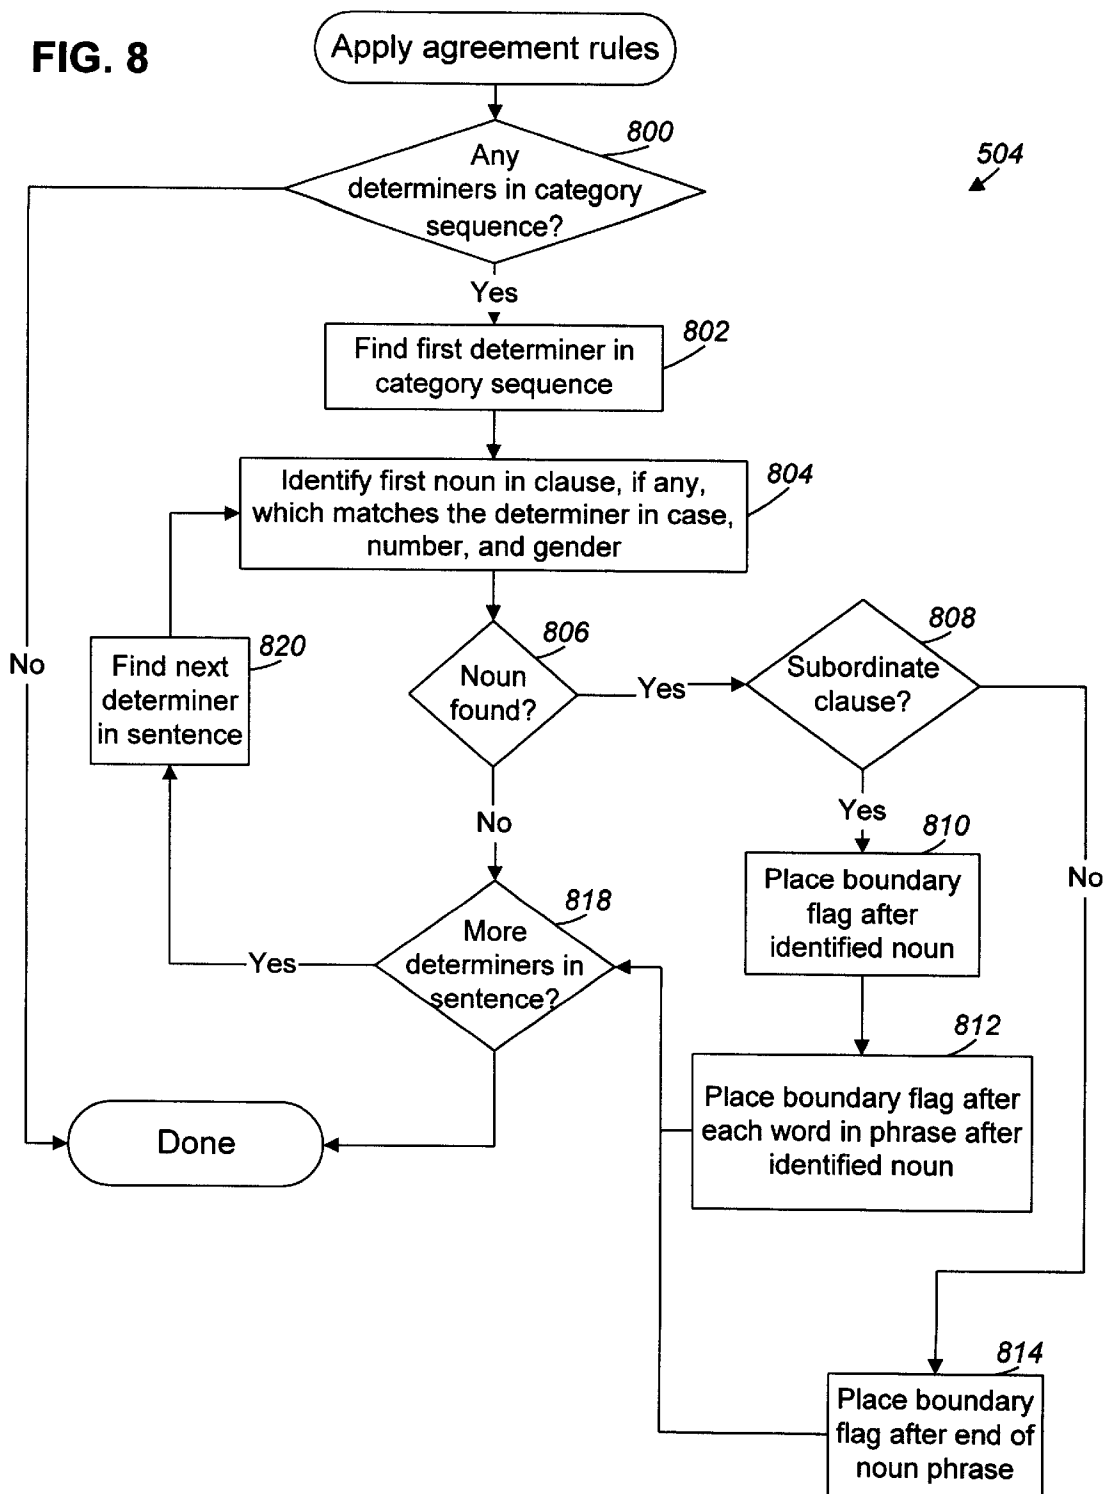 FIG. 8
Apply agreement rules
800
Any
determiners in category
sequence?
504
Yes
802
Find first determiner in
category sequence
804
Identify first noun in clause, if any,
which matches the determiner in case,
number, and gender
No
820
Find next
determiner
in sentence
806
Noun
found?
Yes
808
Subordinate
clause?
No
Yes
810
Place boundary
flag after
identified noun
No
818
More
determiners in
sentence?
Yes
812
Place boundary flag after
each word in phrase after
identified noun
Done
814
Place boundary
flag after end of
noun phrase